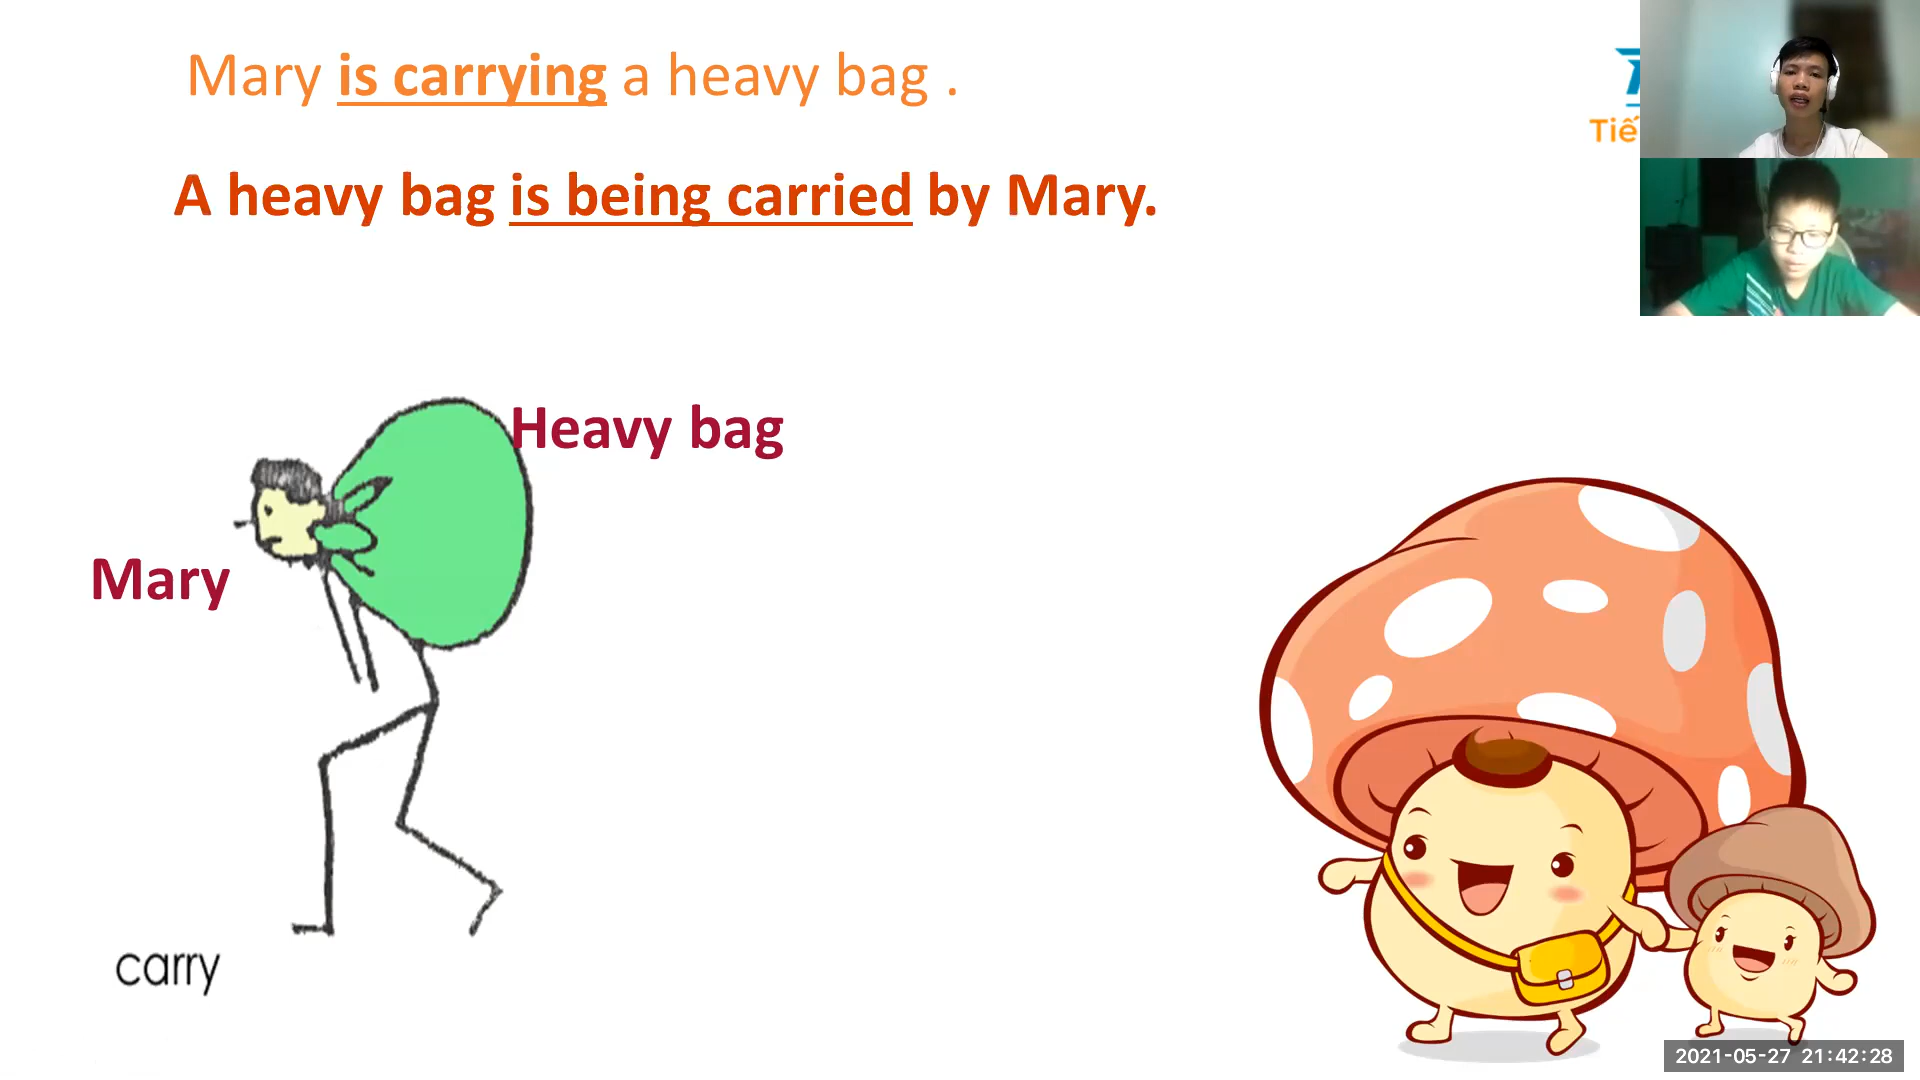 Mary is carrying a heavy bag .
A heavy bag is being carried by Mary.
Heavy bag
Mary
carry
2021-05-27 21:42:28